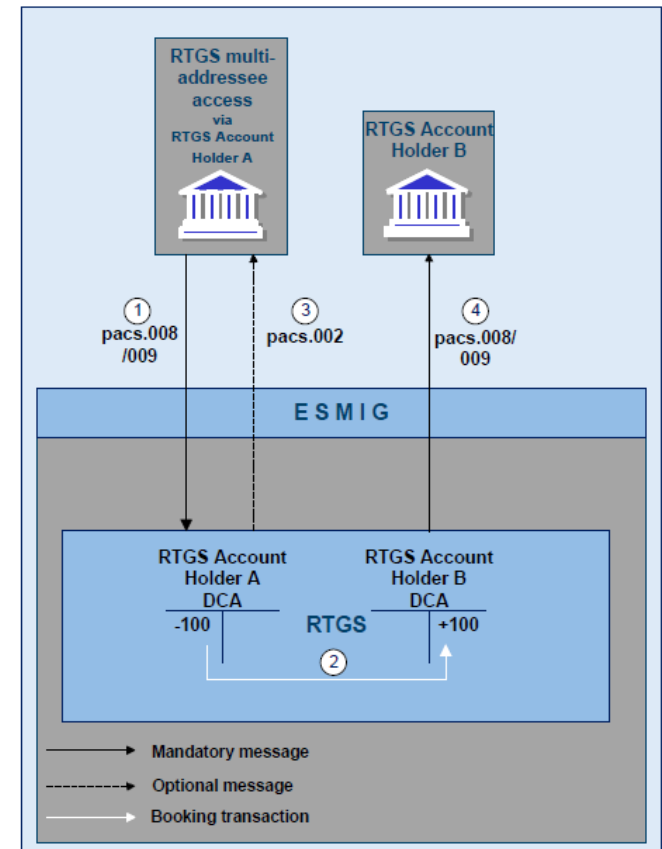 RTGS multi-
addressee
access
via
RTGS Account
Holder A
RTGS Account
Holder B
1
pacs.008
/009
3
pacs.002
4
pacs.008/
009
E S M I G
RTGS Account
Holder A
DCA
-100
RTGS Account
Holder B
DCA
+100
RTGS
2
Mandatory message
Optional message
Booking transaction